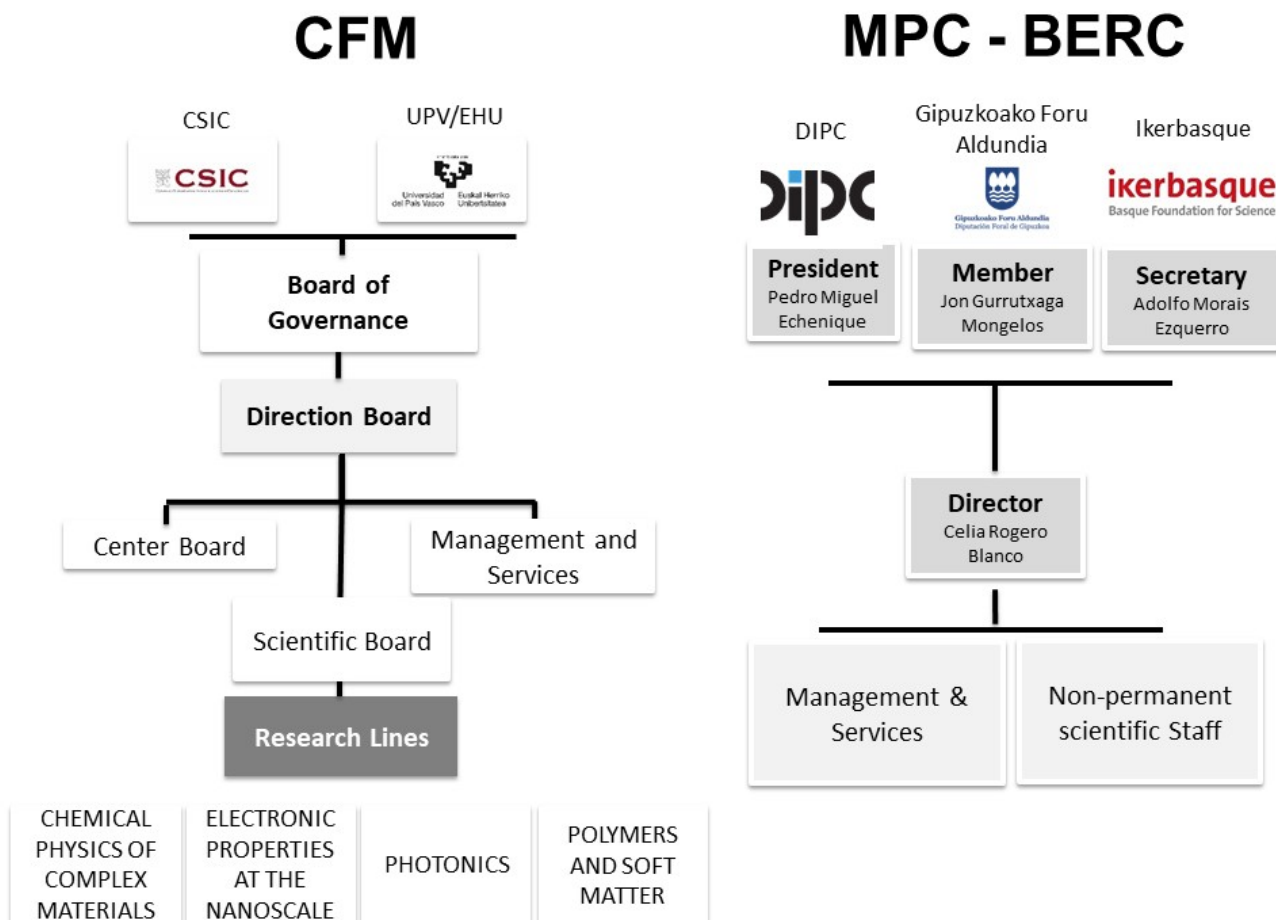 CFM
CSIC
CSIC
UPV/EHU
Universidad
del País Vasco
Euskal Herriko
Unibertsitatea
Board of
Governance
Direction Board
Center Board
Management and
Services
Scientific Board
Research Lines
CHEMICAL
PHYSICS OF
COMPLEX
MATERIALS
ELECTRONIC
PROPERTIES
AT THE
NANOSCALE
PHOTONICS
POLYMERS
AND SOFT
MATTER
MPC - BERC
DIPC
dipc
President
Pedro Miguel
Echenique
Gipuzkoako Foru
Aldundia
Gipuzkoako Foru Aldundia
Diputación Foral de Gipuzkoa
Member
Jon Gurrutxaga
Mongelos
Ikerbasque
ikerbasque
Basque Foundation for Science
Secretary
Adolfo Morais
Ezquerro
Director
Celia Rogero
Blanco
Management &
Services
Non-permanent
scientific Staff